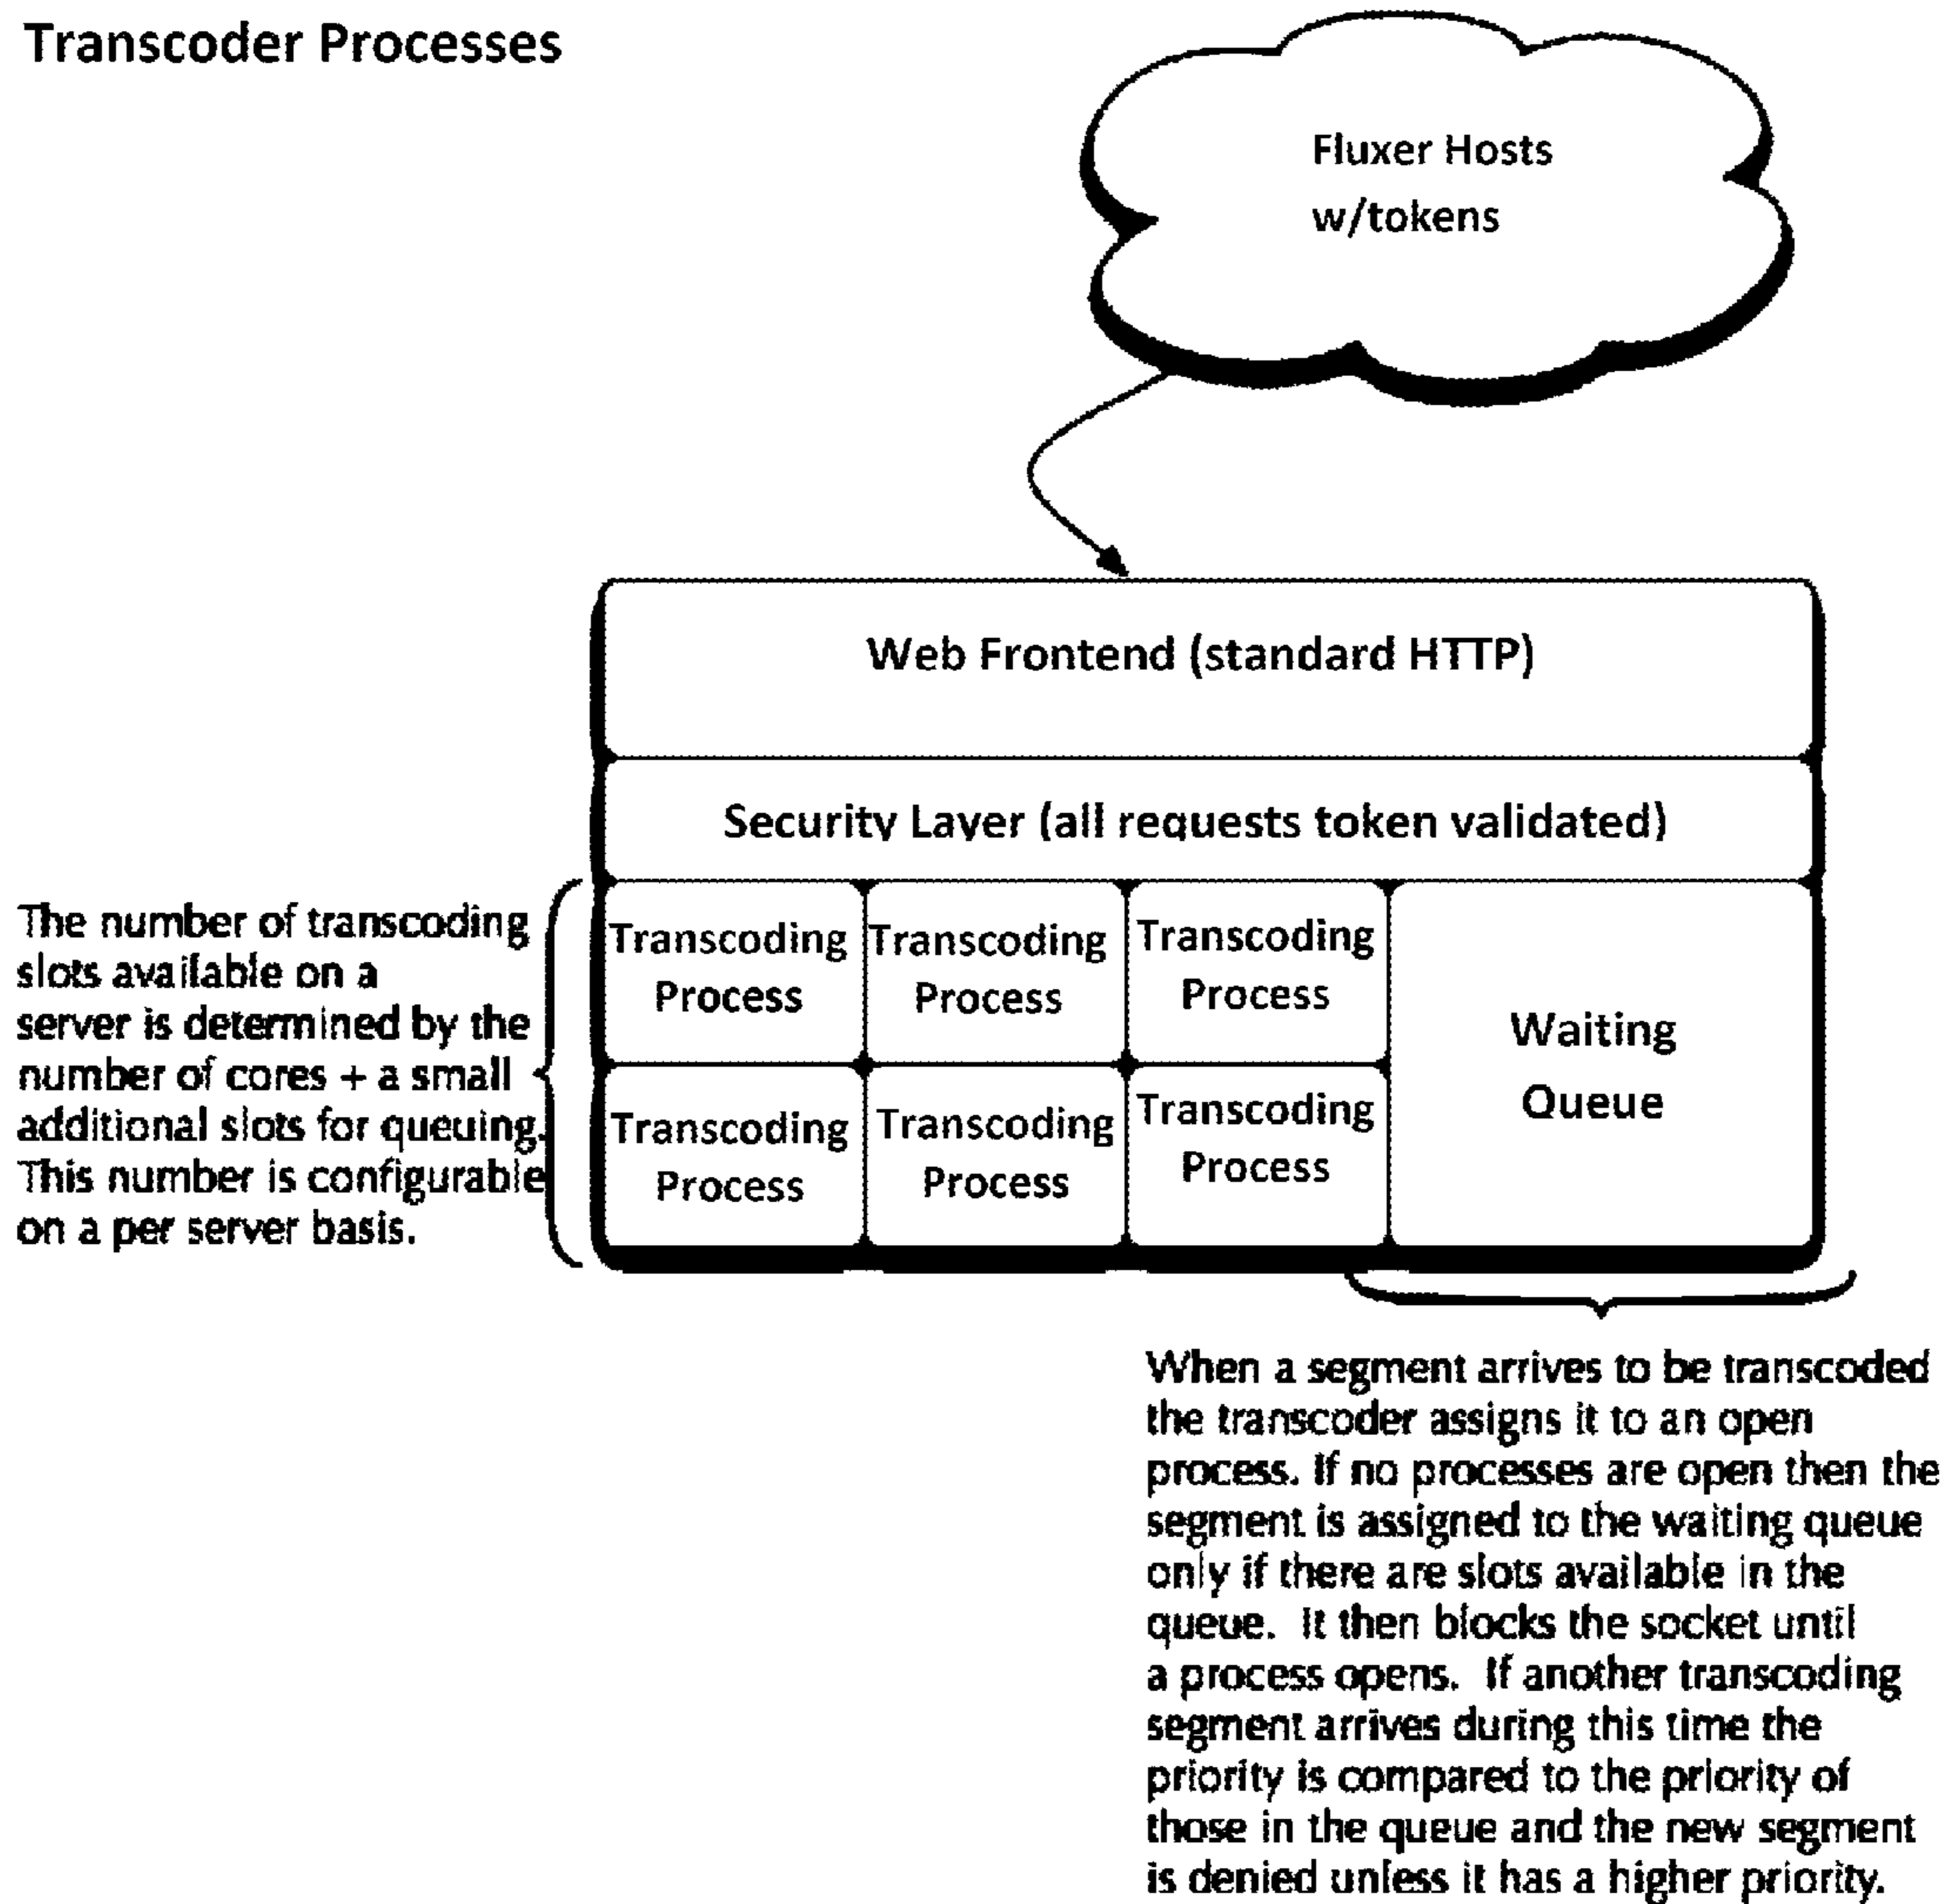 Transcoder Processes
Fluxer Hosts
w/tokens
Web Frontend (standard HTTP)
Security Layer (all requests token validated)
The number of transcoding
slots available on a
server is determined by the
number of cores + a small
additional slots for queuing.
This number is configurable
on a per server basis.
Transcoding
Process
Transcoding
Process
Transcoding
Process
Transcoding
Process
Transcoding
Process
Transcoding
Process
Waiting
Queue
When a segment arrives to be transcoded
the transcoder assigns it to an open
process. If no processes are open then the
segment is assigned to the waiting queue
only if there are slots available in the
queue. It then blocks the socket until
a process opens. If another transcoding
segment arrives during this time the
priority is compared to the priority of
those in the queue and the new segment
is denied unless it has a higher priority.